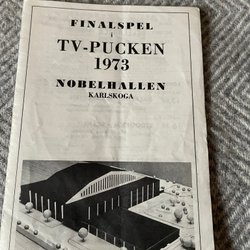 FINALSPEL
i
TV-PUCKEN
1973
NOBELHALLEN
KARLSKOGA